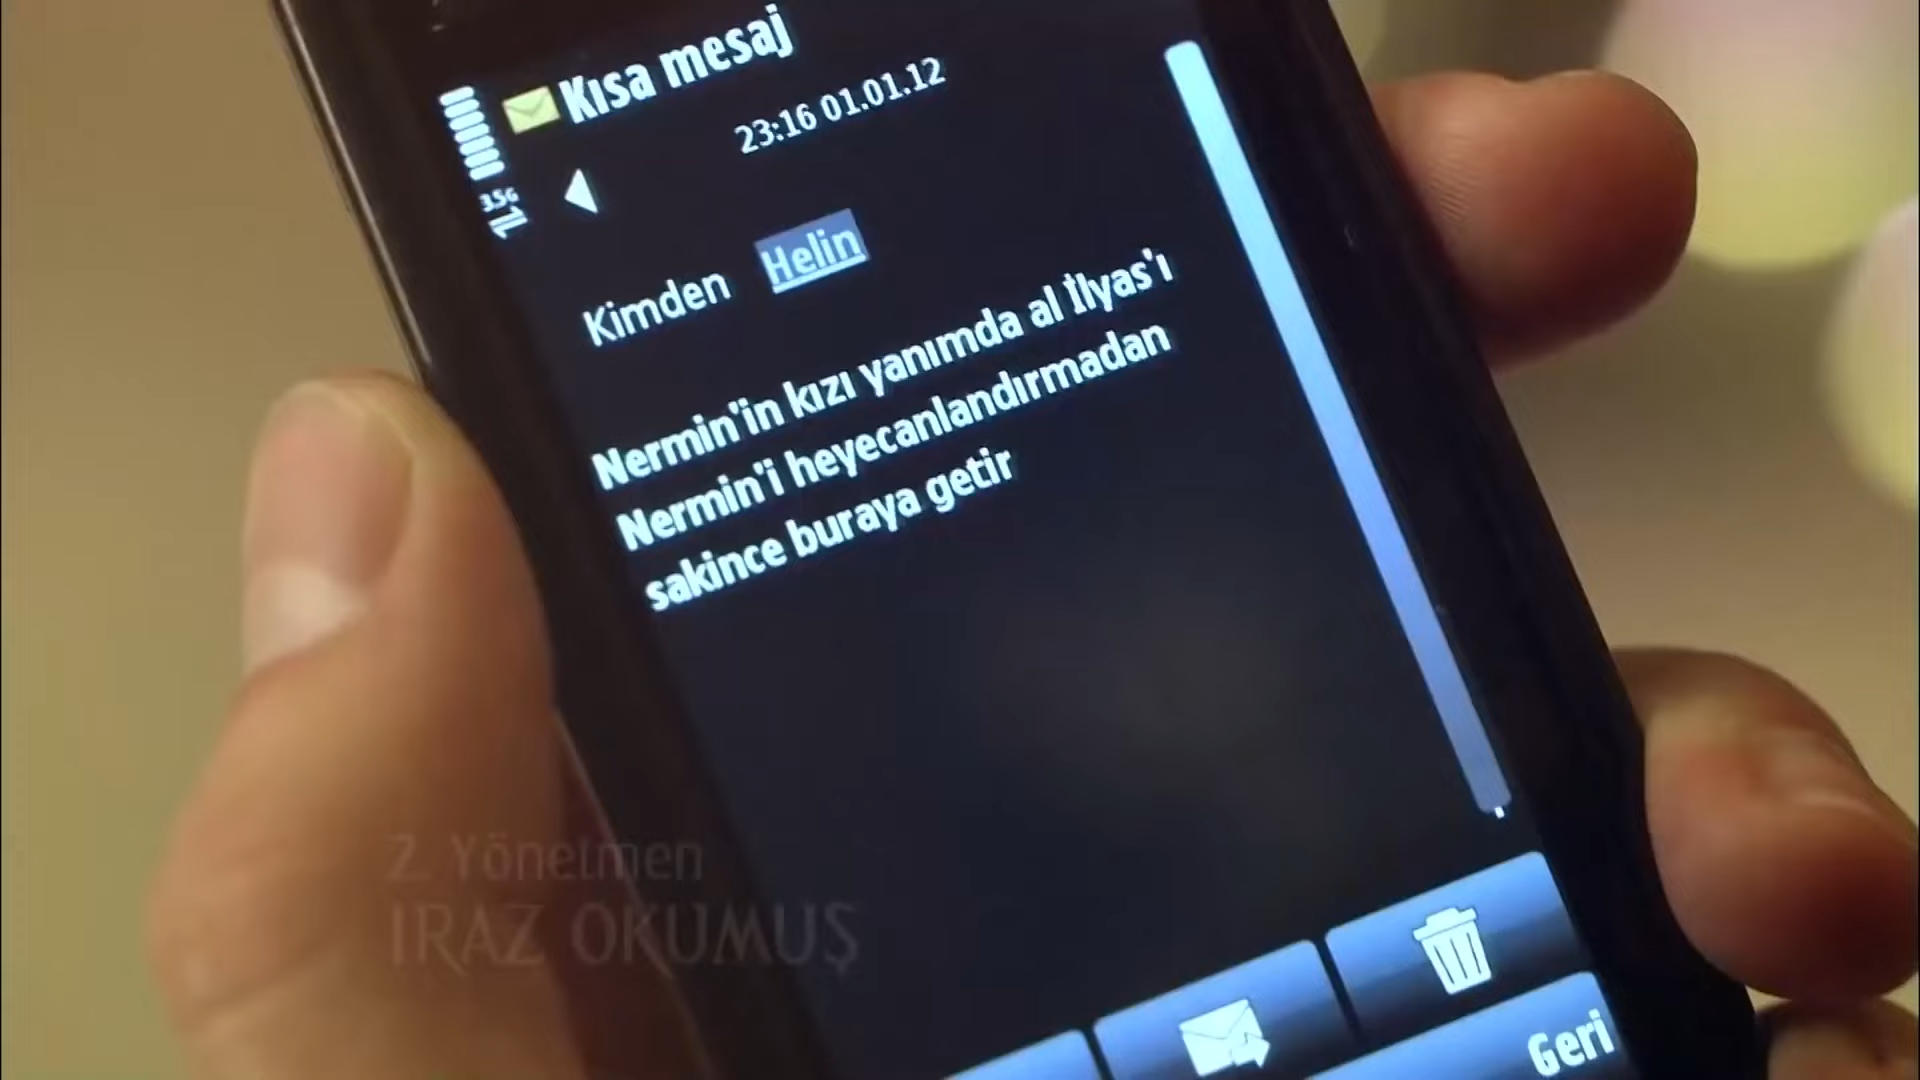 Kısa mesaj
23:16 01.01.12
3.5G
Kimden Helin
Nermin'in kızı yanımda al İlyas'ı
Nermin'i heyecanlandırmadan
sakince buraya getir
2. Yönetmen
IRAZ OKUMUŞ
Geri